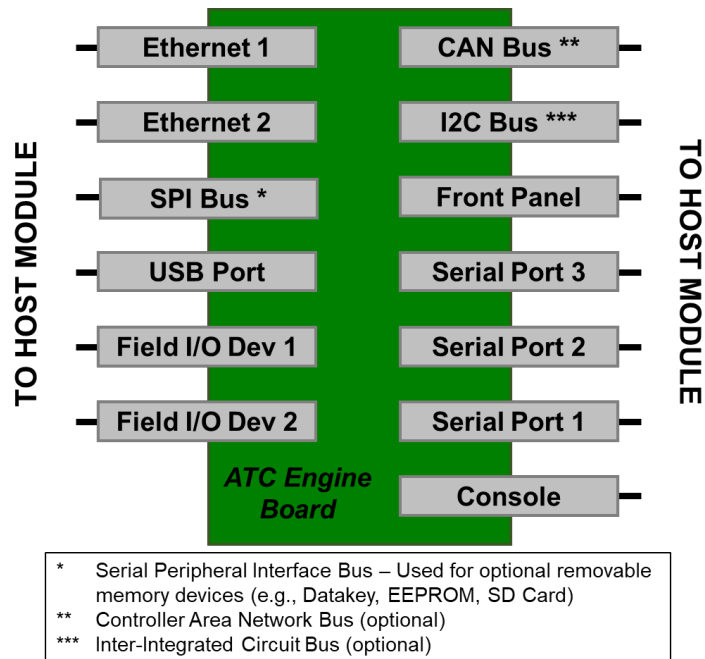 TO HOST MODULE
Ethernet 1
Ethernet 2
SPI Bus *
USB Port
Field I/O Dev 1
Field I/O Dev 2
CAN Bus **
I2C Bus ***
Front Panel
Serial Port 3
Serial Port 2
Serial Port 1
Console
TO HOST MODULE
ATC Engine
Board
* Serial Peripheral Interface Bus – Used for optional removable
memory devices (e.g., Datakey, EEPROM, SD Card)
** Controller Area Network Bus (optional)
*** Inter-Integrated Circuit Bus (optional)